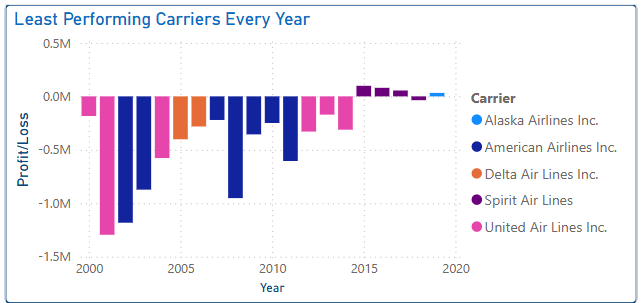 Least Performing Carriers Every Year
0.5M
0.0M
-0.5M
-1.0M
-1.5M
Profit/Loss
2000 2005 2010 2015 2020
Year
Carrier
Alaska Airlines Inc.
American Airlines Inc.
Delta Air Lines Inc.
Spirit Air Lines
United Air Lines Inc.